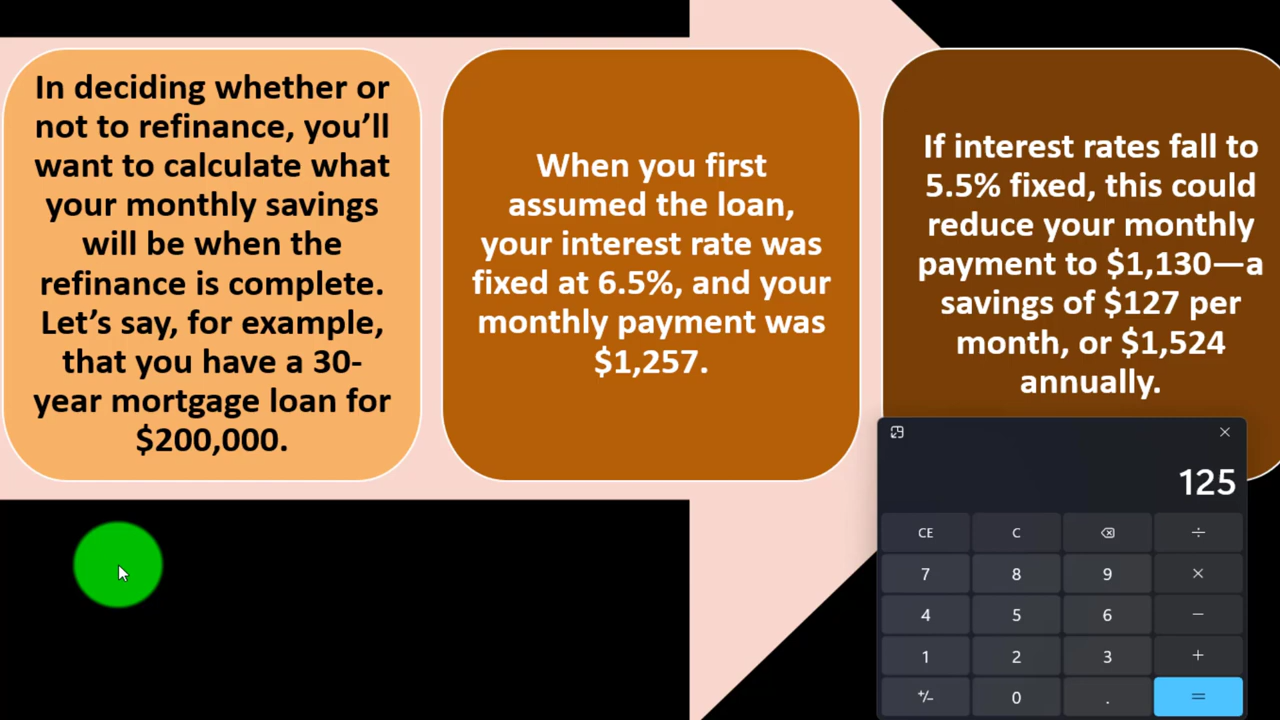 In deciding whether or
not to refinance, you’ll
want to calculate what
your monthly savings
will be when the
refinance is complete.
Let’s say, for example,
that you have a 30-
year mortgage loan for
$200,000.
When you first
assumed the loan,
your interest rate was
fixed at 6.5%, and your
monthly payment was
$1,257.
If interest rates fall to
5.5% fixed, this could
reduce your monthly
payment to $1,130—a
savings of $127 per
month, or $1,524
annually.
125
CE C ÷
7 8 9 ×
4 5 6 −
1 2 3 +
+/− 0 . =